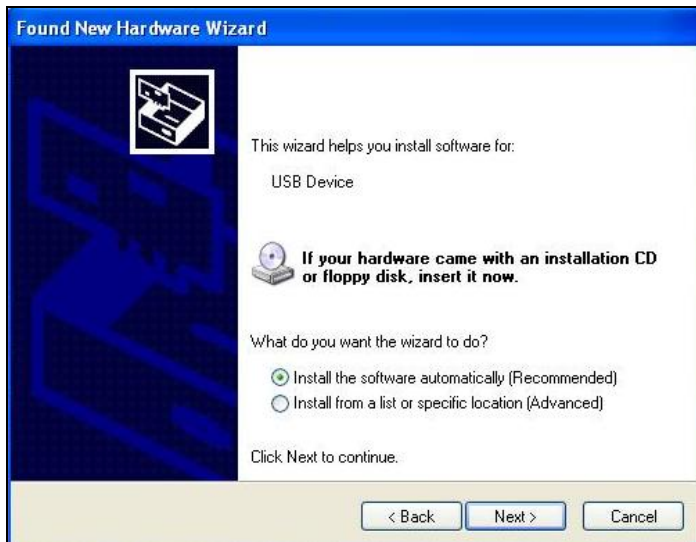 Found New Hardware Wizard
This wizard helps you install software for:
USB Device
If your hardware came with an installation CD
or floppy disk, insert it now.
What do you want the wizard to do?
Install the software automatically (Recommended)
Install from a list or specific location (Advanced)
Click Next to continue.
< Back Next > Cancel